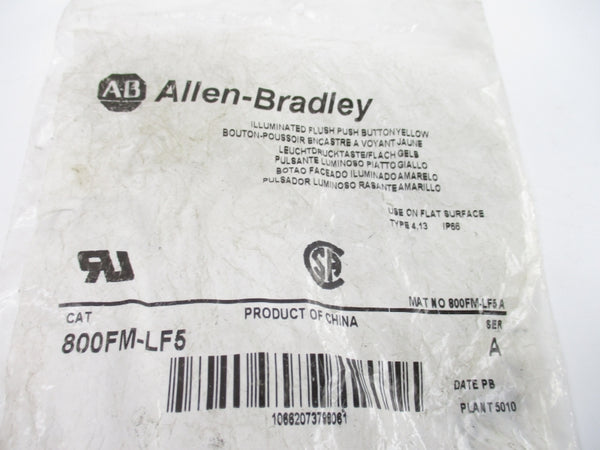 AB Allen-Bradley
ILLUMINATED FLUSH PUSH BUTTON YELLOW
BOUTON-POUSSOIR ENCASTRE A VOYANT JAUNE
LEUCHTDRUCKTASTE/FLACH GELB
PULSANTE LUMINOSO PIATTO GIALLO
BOTAO FACEADO ILUMINADO AMARELO
PULSADOR LUMINOSO RASANTE AMARILLO
USE ON FLAT SURFACE
TYPE 4,13 IP66
RU
SA
MAT NO 800FM-LF5 A
CAT PRODUCT OF CHINA SER
800FM-LF5 A
DATE PB
PLANT 5010